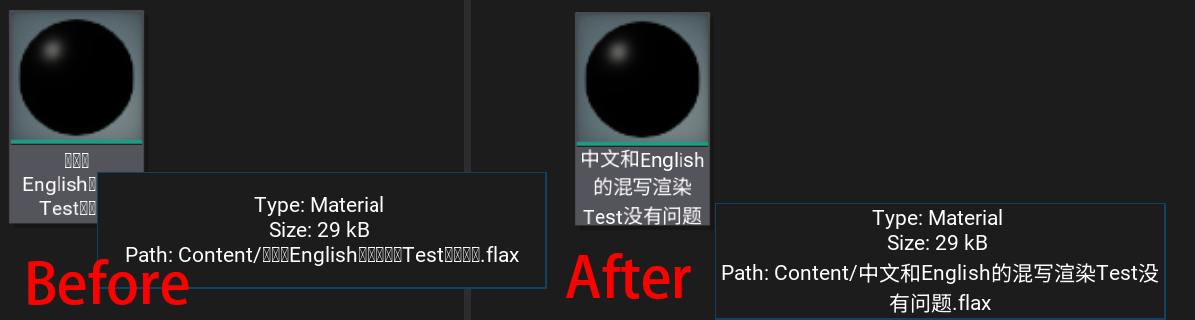 English
Test
Type: Material
Size: 29 kB
Path: Content/▯▯▯English▯▯▯▯▯Test▯▯▯▯.flax
Before
中文和English
的混写渲染
Test没有问题
Type: Material
Size: 29 kB
Path: Content/中文和English的混写渲染Test没
有问题.flax
After